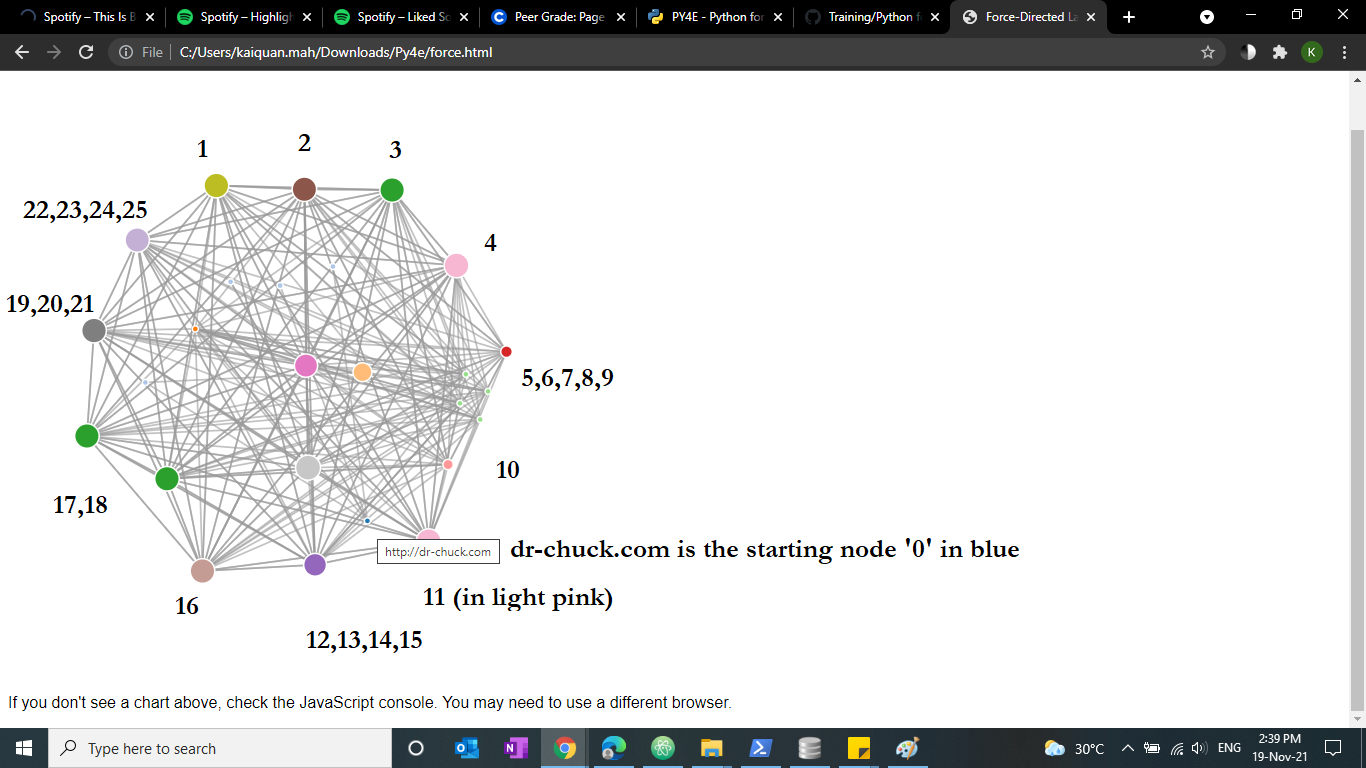 Spotify – This Is B
Spotify – Highligh
Spotify – Liked So
Peer Grade: Page
PY4E - Python for
Training/Python f
Force-Directed La
K
File
C:/Users/kaiquan.mah/Downloads/Py4e/force.html
1
2
3
22,23,24,25
4
19,20,21
5,6,7,8,9
10
17,18
http://dr-chuck.com
dr-chuck.com is the starting node '0' in blue
11 (in light pink)
16
12,13,14,15
If you don't see a chart above, check the JavaScript console. You may need to use a different browser.
Type here to search
30°C
ENG
2:39 PM
19-Nov-21